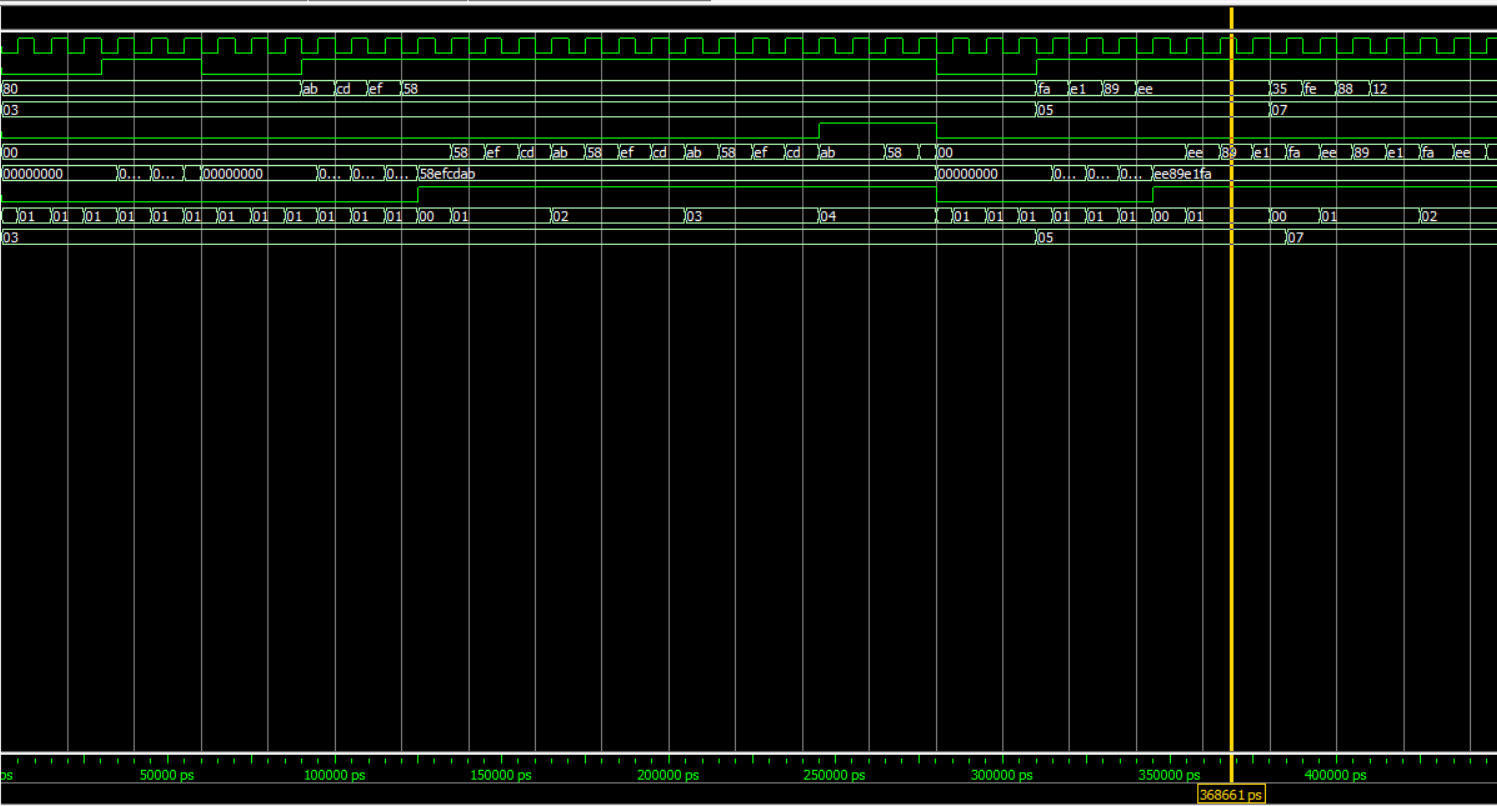 80 ab cd ef 58 fa e1 89 ee 35 fe 88 12
03 05 07
00 58 ef cd ab 58 ef cd ab 58 ef cd ab 58 00 ee 89 e1 fa ee 89 e1 fa ee
00000000 0... 0... 00000000 0... 0... 0... 58efcdab 00000000 0... 0... 0... ee89e1fa
01 01 01 01 01 01 01 01 01 01 01 01 00 01 02 03 04 01 01 01 01 01 01 00 01 00 01 02
03 05 07
ps 50000 ps 100000 ps 150000 ps 200000 ps 250000 ps 300000 ps 350000 ps 400000 ps
368661 ps